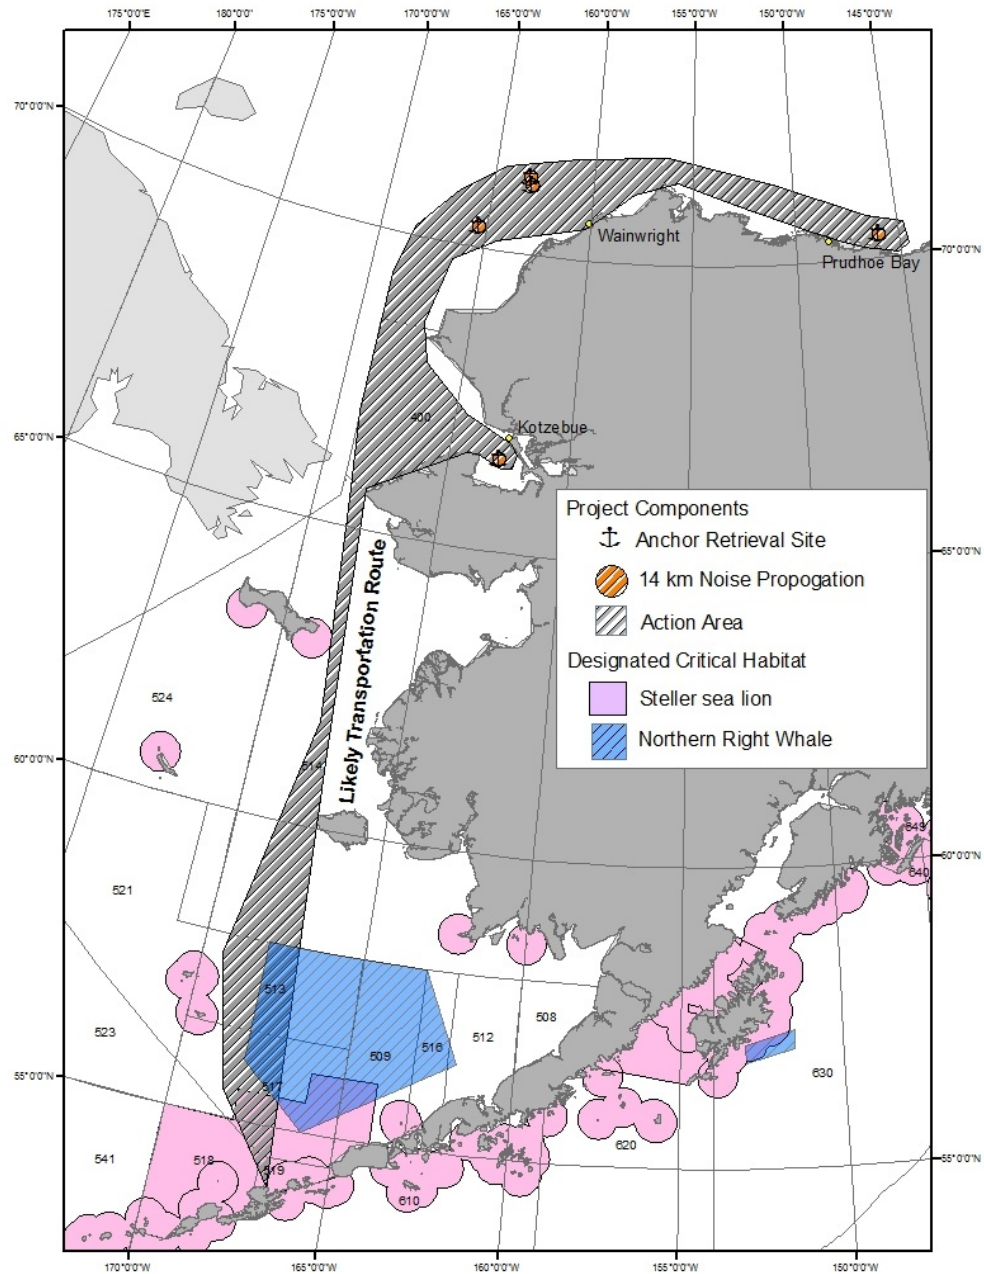 175°0'0"E
180°0'0"
175°0'0"W
170°0'0"W
165°0'0"W
160°0'0"W
155°0'0"W
150°0'0"W
145°0'0"W
70°0'0"N
Wainwright
70°0'0"N
Prudhoe Bay
400
Kotzebue
65°0'0"N
Project Components
Anchor Retrieval Site
14 km Noise Propogation
Action Area
Designated Critical Habitat
Steller sea lion
Northern Right Whale
65°0'0"N
Likely Transportation Route
524
514
60°0'0"N
649
640
60°0'0"N
521
513
523
508
512
516
509
517
630
55°0'0"N
541
518
519
610
620
55°0'0"N
170°0'0"W
165°0'0"W
160°0'0"W
155°0'0"W
150°0'0"W